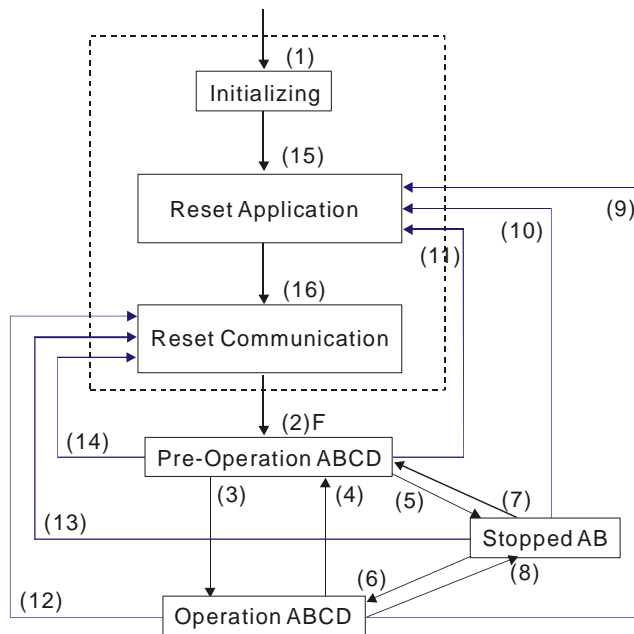 (1)
Initializing
(15)
Reset Application
(9)
(10)
(11)
(16)
Reset Communication
(2)F
(14)
Pre-Operation ABCD
(3)
(4)
(5)
(7)
(13)
Stopped AB
(6)
(8)
(12)
Operation ABCD